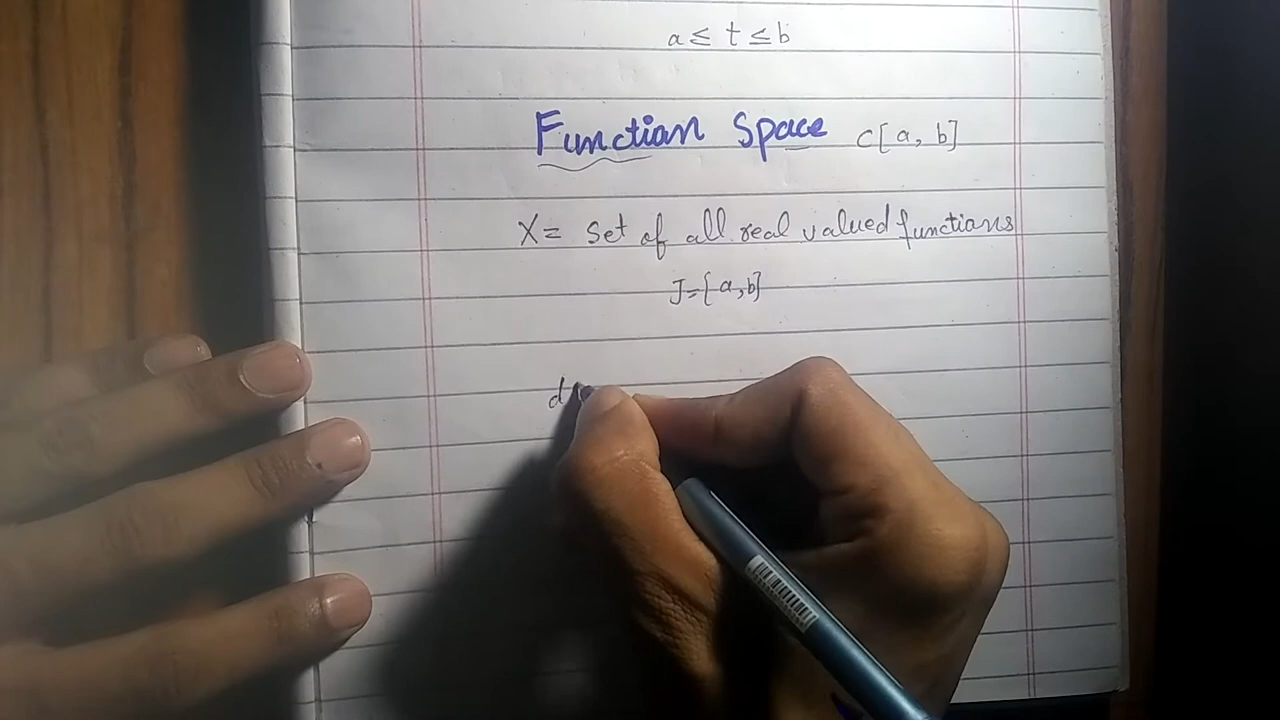 a ≤ t ≤ b
Function Space C[a, b]
X = Set of all real valued functions
J=[a,b]
d